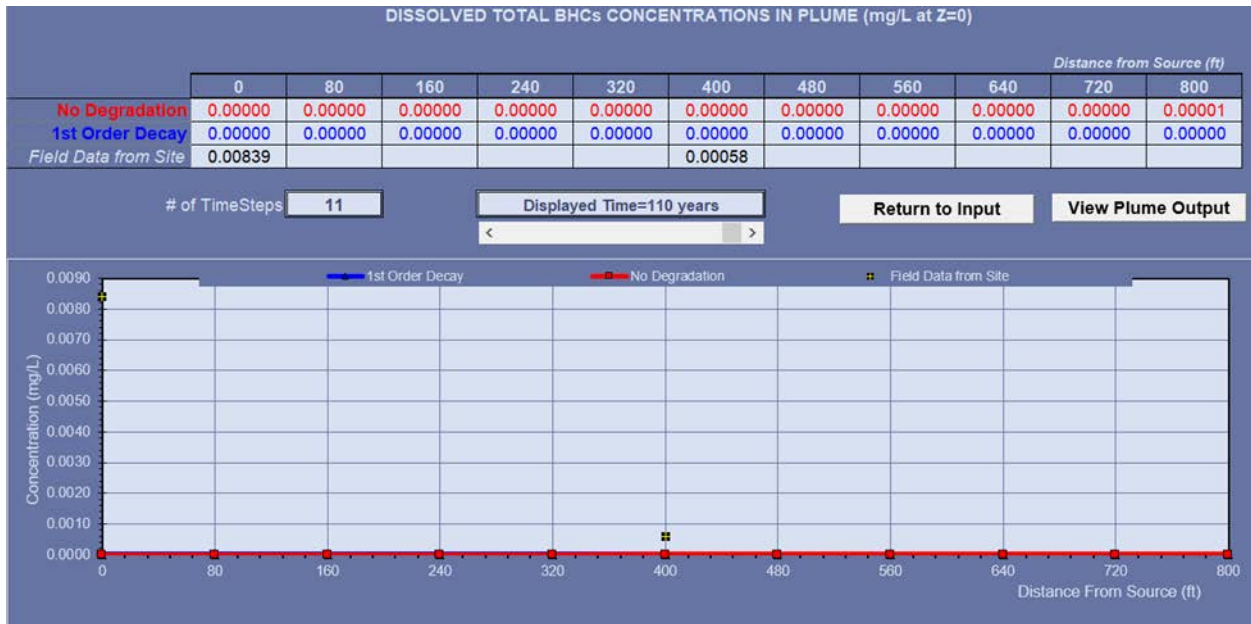 DISSOLVED TOTAL BHCs CONCENTRATIONS IN PLUME (mg/L at Z=0)
Distance from Source (ft)
0 80 160 240 320 400 480 560 640 720 800
No Degradation 0.00000 0.00000 0.00000 0.00000 0.00000 0.00000 0.00000 0.00000 0.00000 0.00000 0.00001
1st Order Decay 0.00000 0.00000 0.00000 0.00000 0.00000 0.00000 0.00000 0.00000 0.00000 0.00000 0.00000
Field Data from Site 0.00839 0.00058
# of TimeSteps 11 Displayed Time=110 years Return to Input View Plume Output
< >
1st Order Decay No Degradation Field Data from Site
0.0090
0.0080
0.0070
0.0060
0.0050
0.0040
0.0030
0.0020
0.0010
0.0000
Concentration (mg/L)
0 80 160 240 320 400 480 560 640 720 800
Distance From Source (ft)